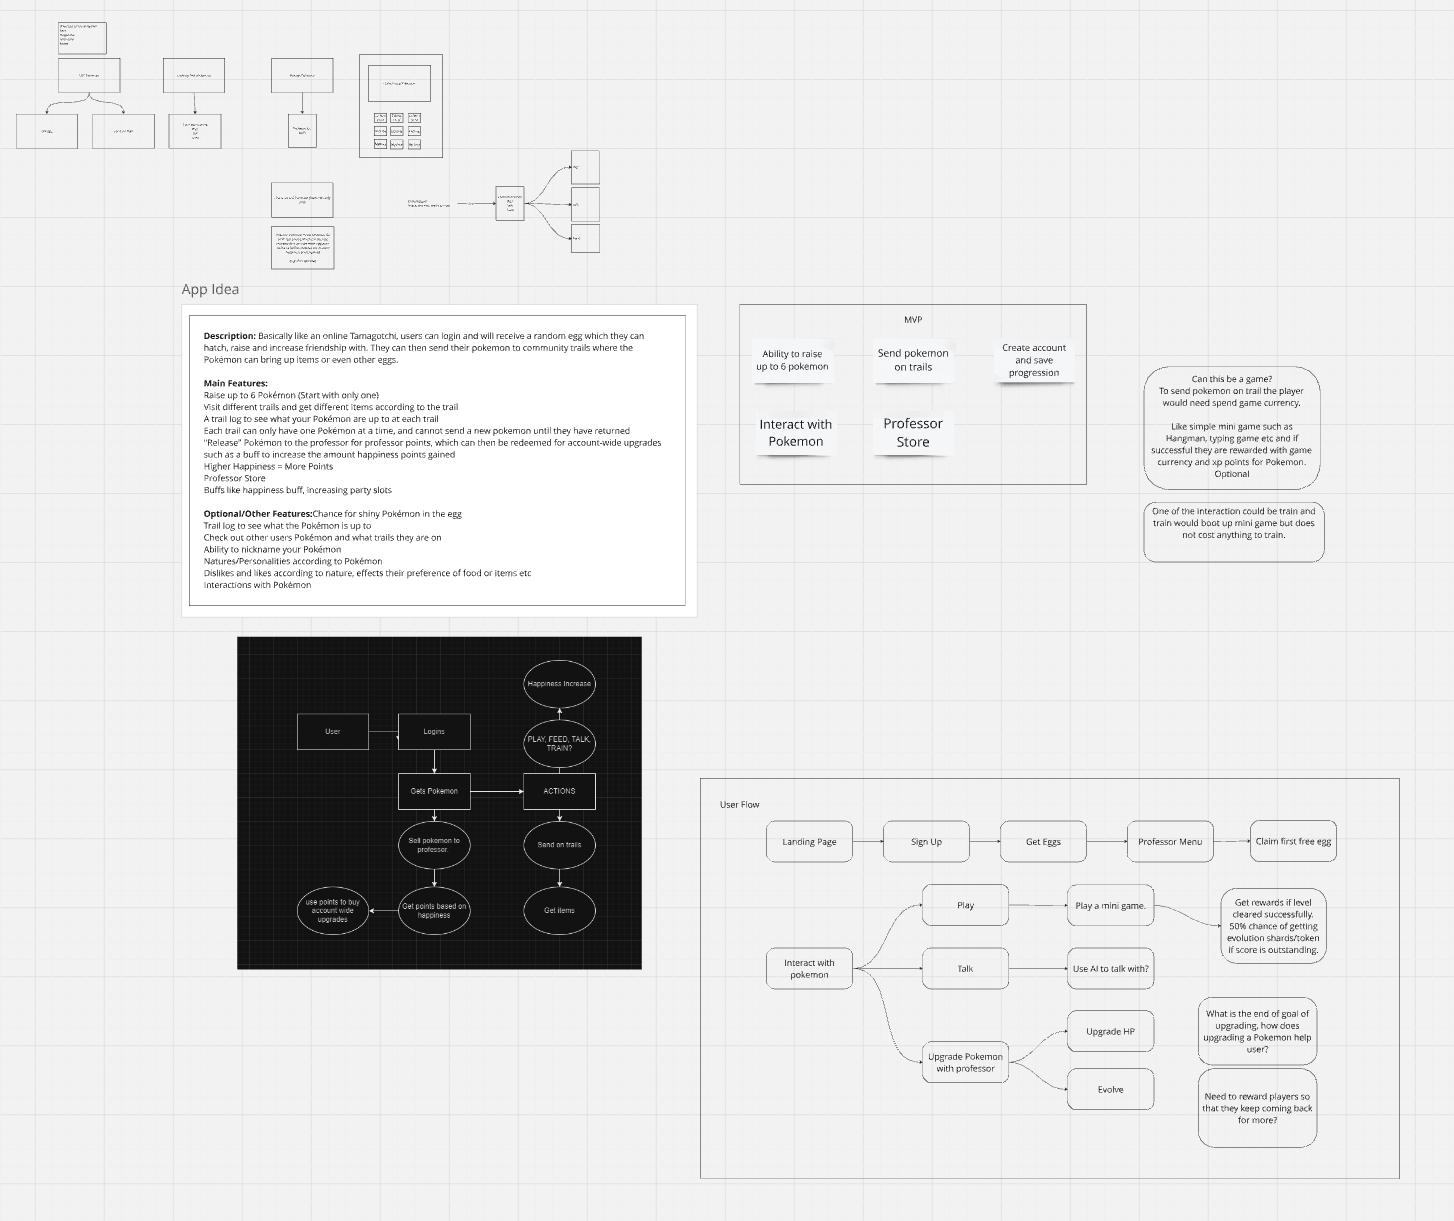 App Idea
Description: Basically like an online Tamagotchi, users can login and will receive a random egg which they can
hatch, raise and increase friendship with. They can then send their pokemon to community trails where the
Pokémon can bring up items or even other eggs.
Main Features:
Raise up to 6 Pokémon (Start with only one)
Visit different trails and get different items according to the trail
A trail log to see what your Pokémon are up to at each trail
Each trail can only have one Pokémon at a time, and cannot send a new pokemon until they have returned
"Release" Pokémon to the professor for professor points, which can then be redeemed for account-wide upgrades
such as a buff to increase the amount happiness points gained
Higher Happiness = More Points
Professor Store
Buffs like happiness buff, increasing party slots
Optional/Other Features:Chance for shiny Pokémon in the egg
Trail log to see what the Pokémon is up to
Check out other users Pokémon and what trails they are on
Ability to nickname your Pokémon
Natures/Personalities according to Pokémon
Dislikes and likes according to nature, effects their preference of food or items etc
Interactions with Pokémon
MVP
Ability to raise
up to 6 pokemon
Send pokemon
on trails
Create account
and save
progression
Interact with
Pokemon
Professor
Store
Can this be a game?
To send pokemon on trail the player
would need spend game currency.
Like simple mini game such as
Hangman, typing game etc and if
successful they are rewarded with game
currency and xp points for Pokemon.
Optional
One of the interaction could be train and
train would boot up mini game but does
not cost anything to train.
Happiness Increase
User
Logins
PLAY, FEED, TALK,
TRAIN?
Gets Pokemon
ACTIONS
Sell pokemon to
professor
Send on trails
use points to buy
account wide
upgrades
Get points based on
happiness
Get items
User Flow
Landing Page
Sign Up
Get Eggs
Professor Menu
Claim first free egg
Play
Play a mini game.
Get rewards if level
cleared successfully.
50% chance of getting
evolution shards/token
if score is outstanding.
Interact with
pokemon
Talk
Use AI to talk with?
Upgrade Pokemon
with professor
Upgrade HP
Evolve
What is the end of goal of
upgrading, how does
upgrading a Pokemon help
user?
Need to reward players so
that they keep coming back
for more?